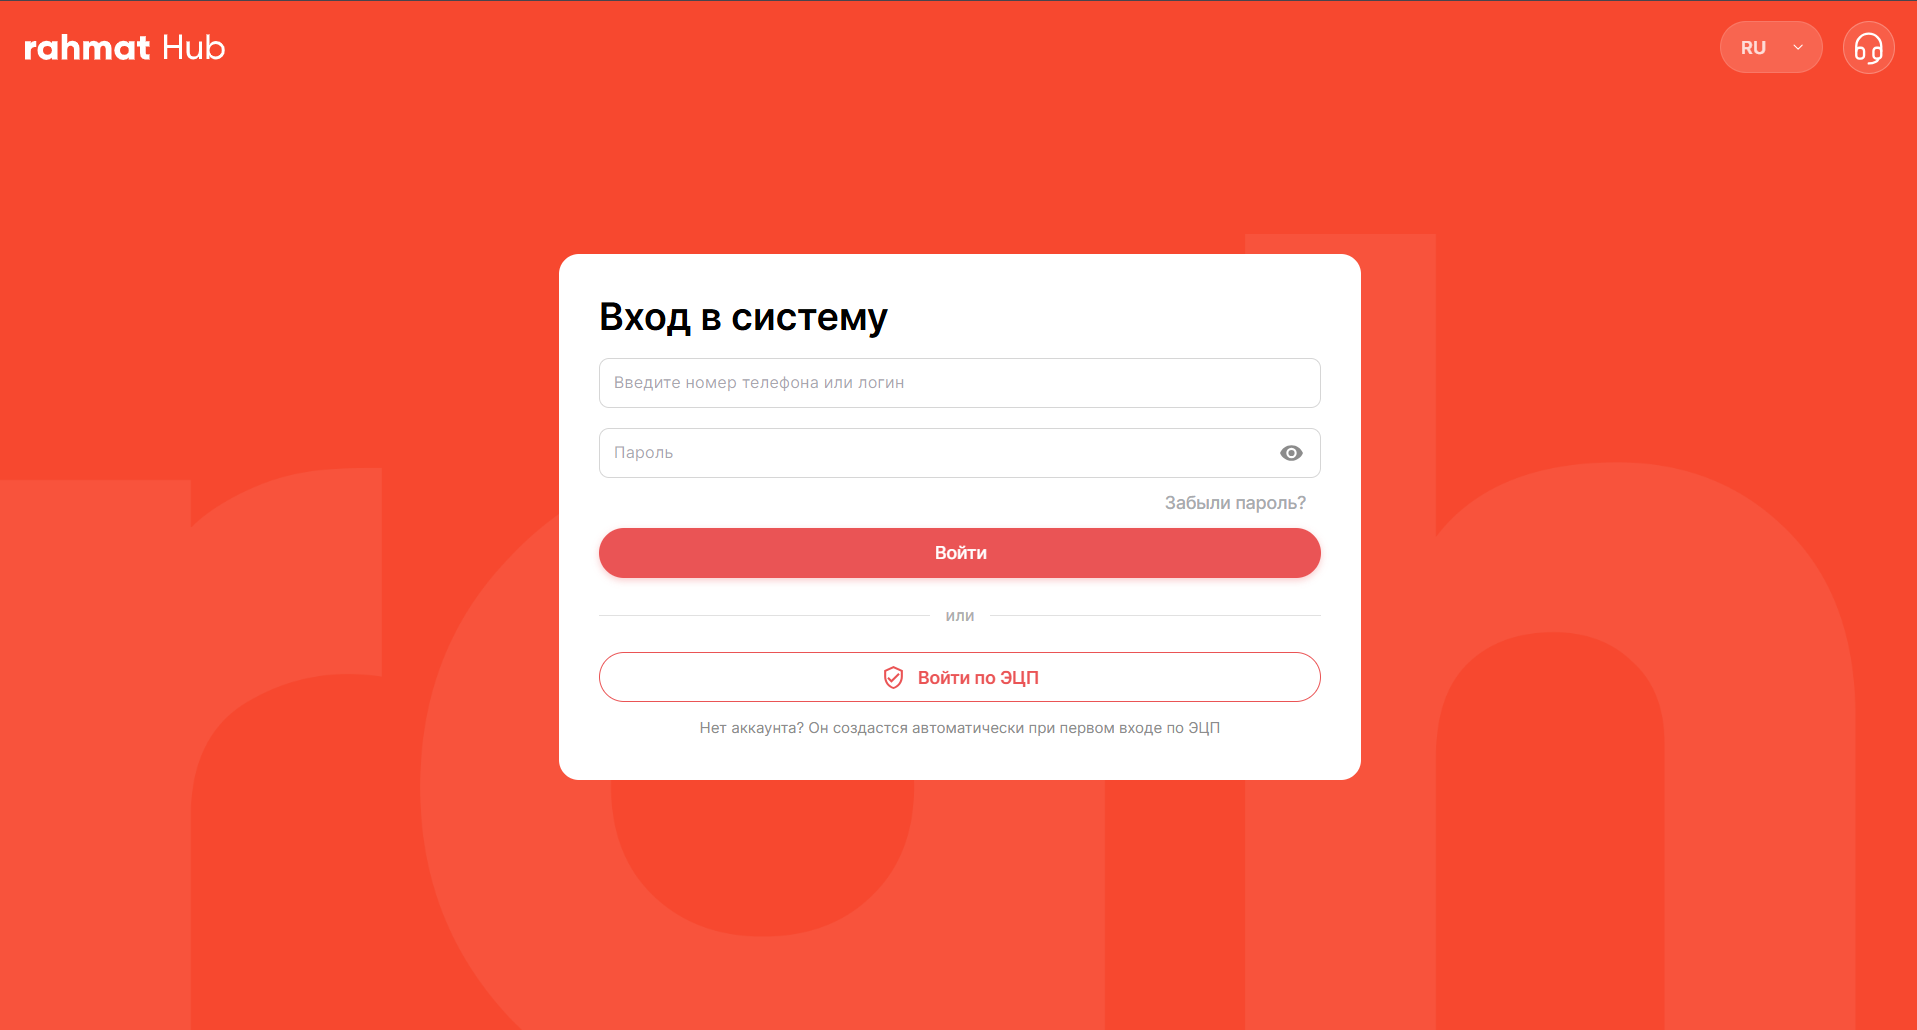 rahmat Hub
RU
Вход в систему
Введите номер телефона или логин
Пароль
Забыли пароль?
Войти
или
Войти по ЭЦП
Нет аккаунта? Он создастся автоматически при первом входе по ЭЦП
rah